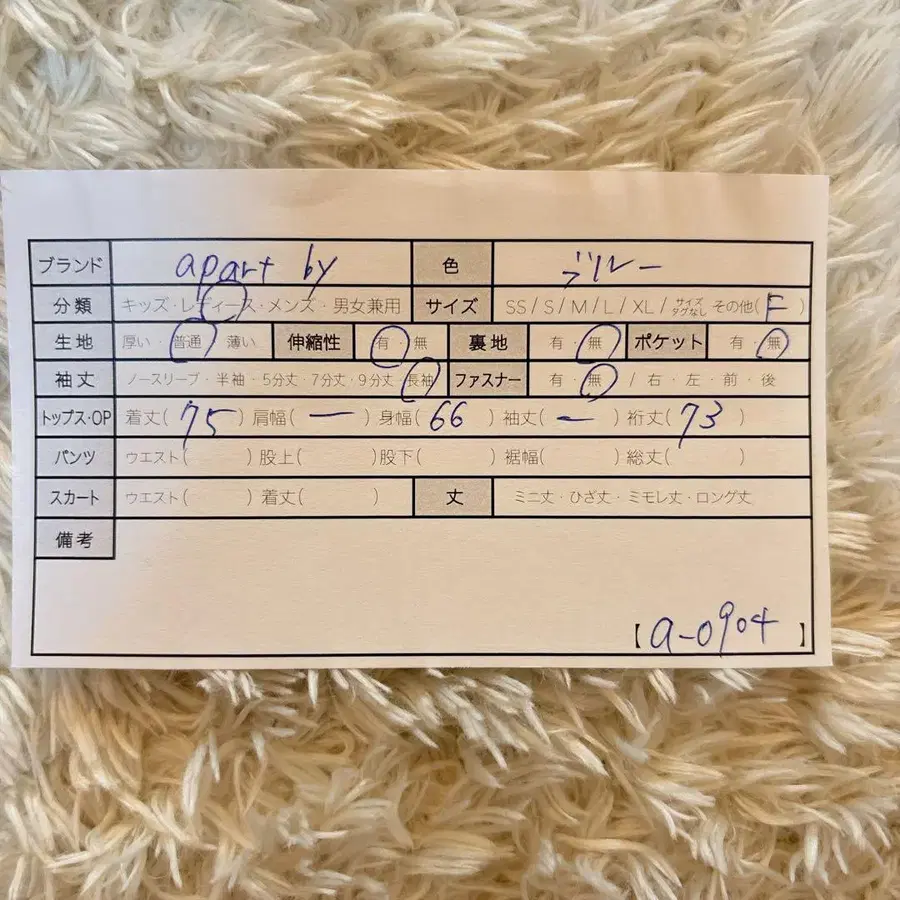 ブランド apart by 色 ブルー
分類 キッズ・レディース・メンズ・男女兼用 サイズ SS / S / M / L / XL / サイズタグなし その他( F )
生地 厚い・普通・薄い 伸縮性 有・無 裏地 有・無 ポケット 有・無
袖丈 ノースリーブ・半袖・5分丈・7分丈・9分丈・長袖 ファスナー 有・無 / 右・左・前・後
トップス・OP 着丈( 75 ) 肩幅( ー ) 身幅( 66 ) 袖丈( ー ) 裄丈( 73 )
パンツ ウエスト( ) 股上( ) 股下( ) 裾幅( ) 総丈( )
スカート ウエスト( ) 着丈( ) 丈 ミニ丈・ひざ丈・ミモレ丈・ロング丈
備考
【 a-0904 】